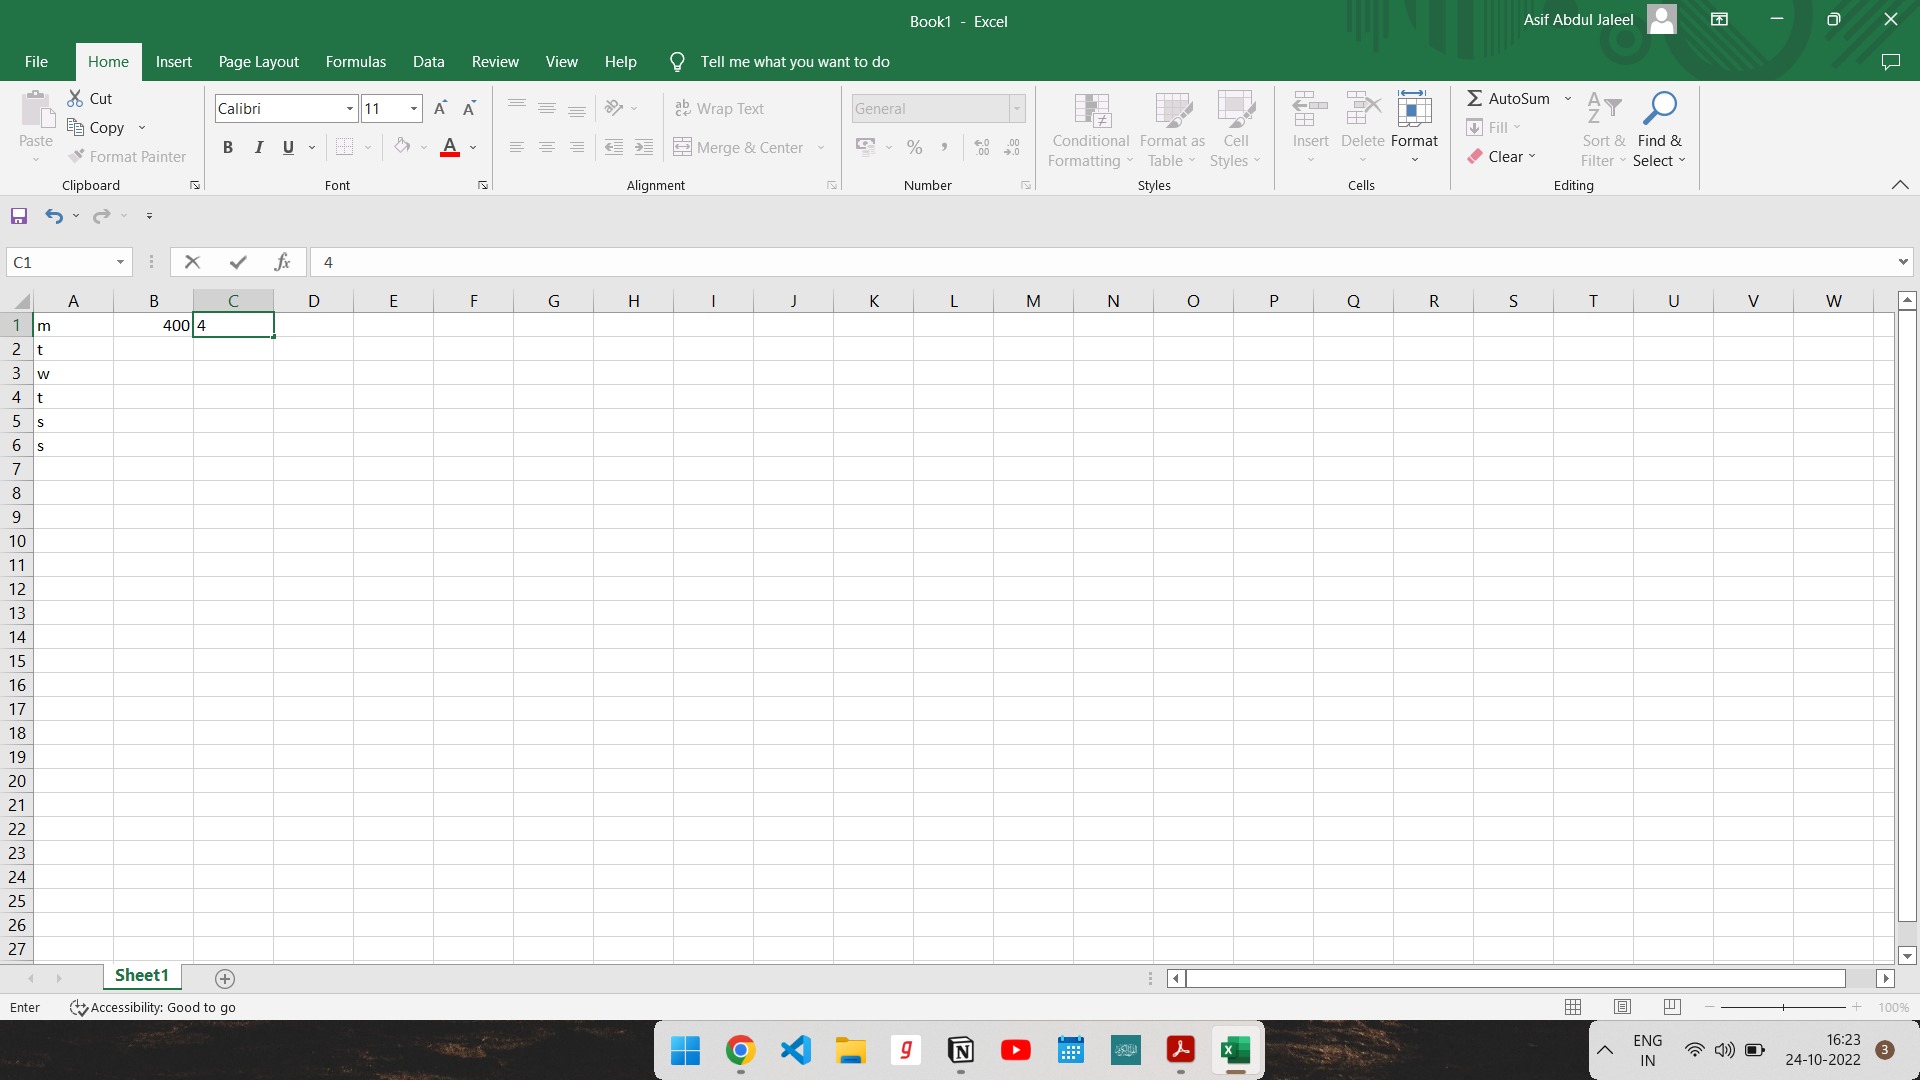 Book1 - Excel
Asif Abdul Jaleel
File Home Insert Page Layout Formulas Data Review View Help Tell me what you want to do
Paste
Cut
Copy
Format Painter
Clipboard
Calibri 11 A A
B I U A
Font
ab Wrap Text
Merge & Center
Alignment
General
% ,
Number
Conditional Formatting
Format as Table
Cell Styles
Styles
Insert Delete Format
Cells
Σ AutoSum
Fill
Clear
Sort & Filter
Find & Select
Editing
C1 fx 4
A B C D E F G H I J K L M N O P Q R S T U V W
1 m 400 4
2 t
3 w
4 t
5 s
6 s
7
8
9
10
11
12
13
14
15
16
17
18
19
20
21
22
23
24
25
26
27
Sheet1
Enter Accessibility: Good to go 100%
ENG
IN
16:23
24-10-2022
3